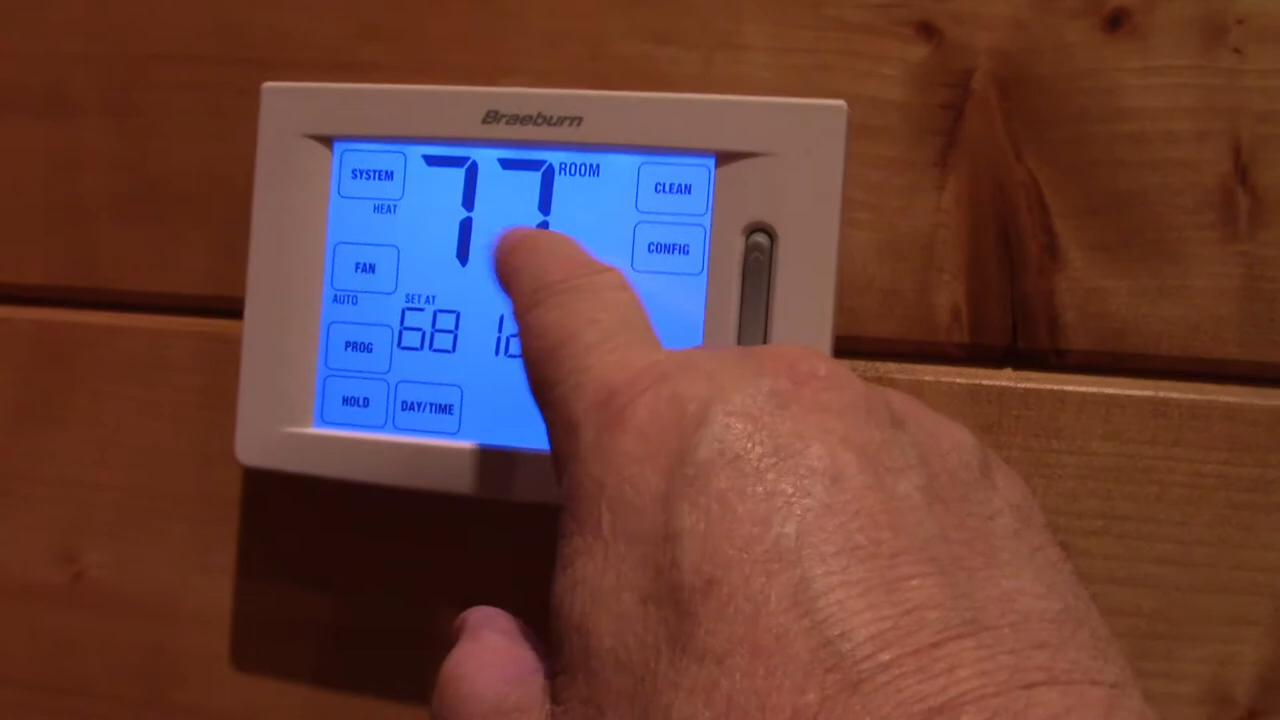 Braeburn
SYSTEM
77 ROOM
CLEAN
HEAT
CONFIG
FAN
AUTO
SET AT
68
PROG
HOLD
DAY/TIME